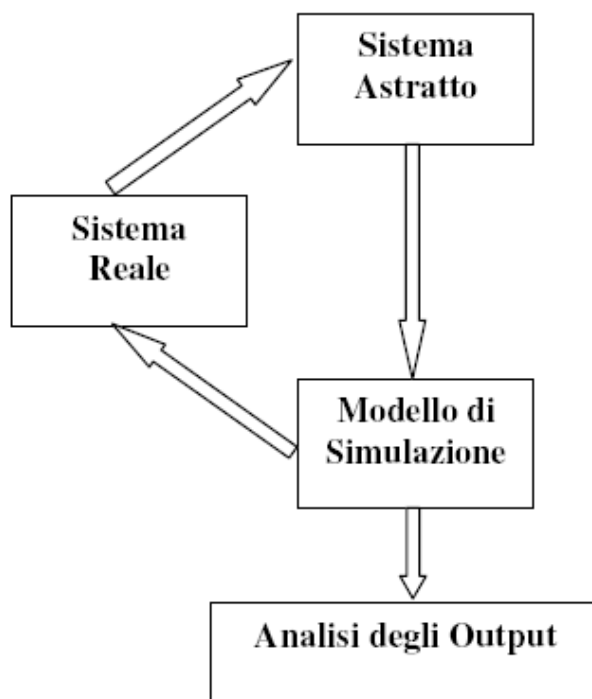 Sistema
Astratto
Sistema
Reale
Modello di
Simulazione
Analisi degli Output